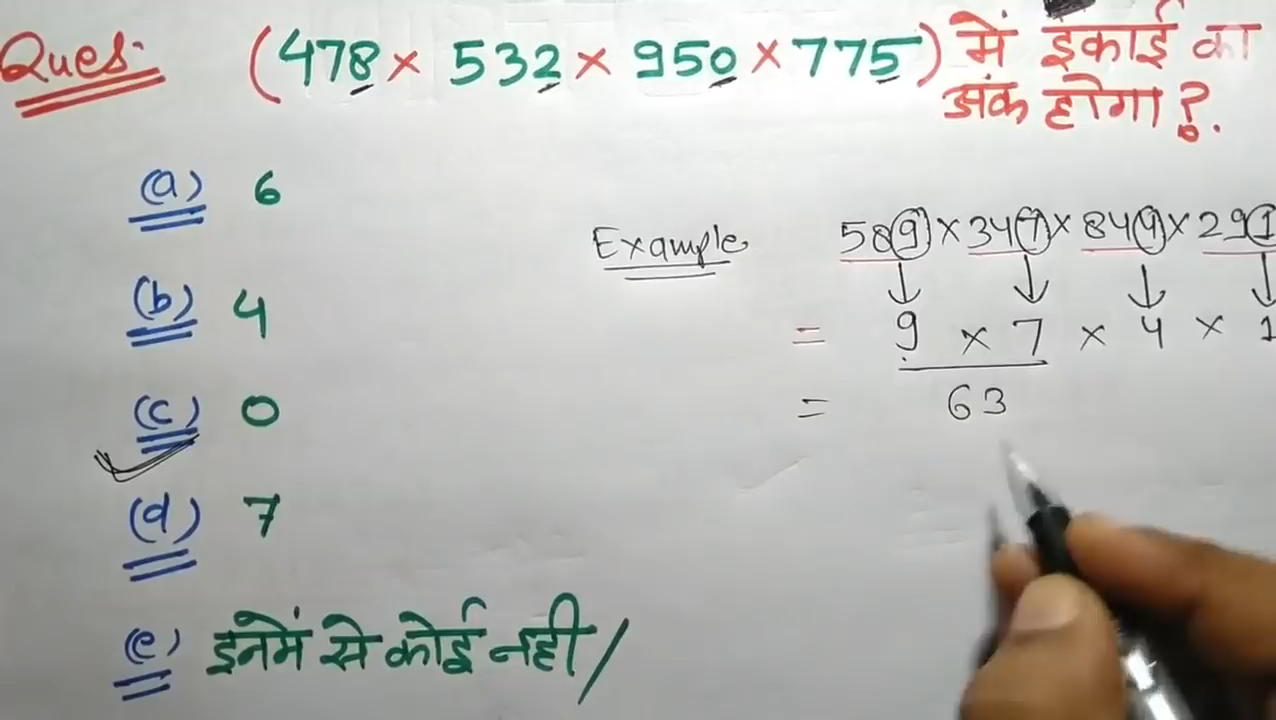 Ques. (478 × 532 × 950 × 775) में इकाई का
अंक होगा ?.
(a) 6
(b) 4
(c) 0
(d) 7
(e) इनमें से कोई नही /
Example 589 × 347 × 844 × 291
= 9 × 7 × 4 × 1
= 63